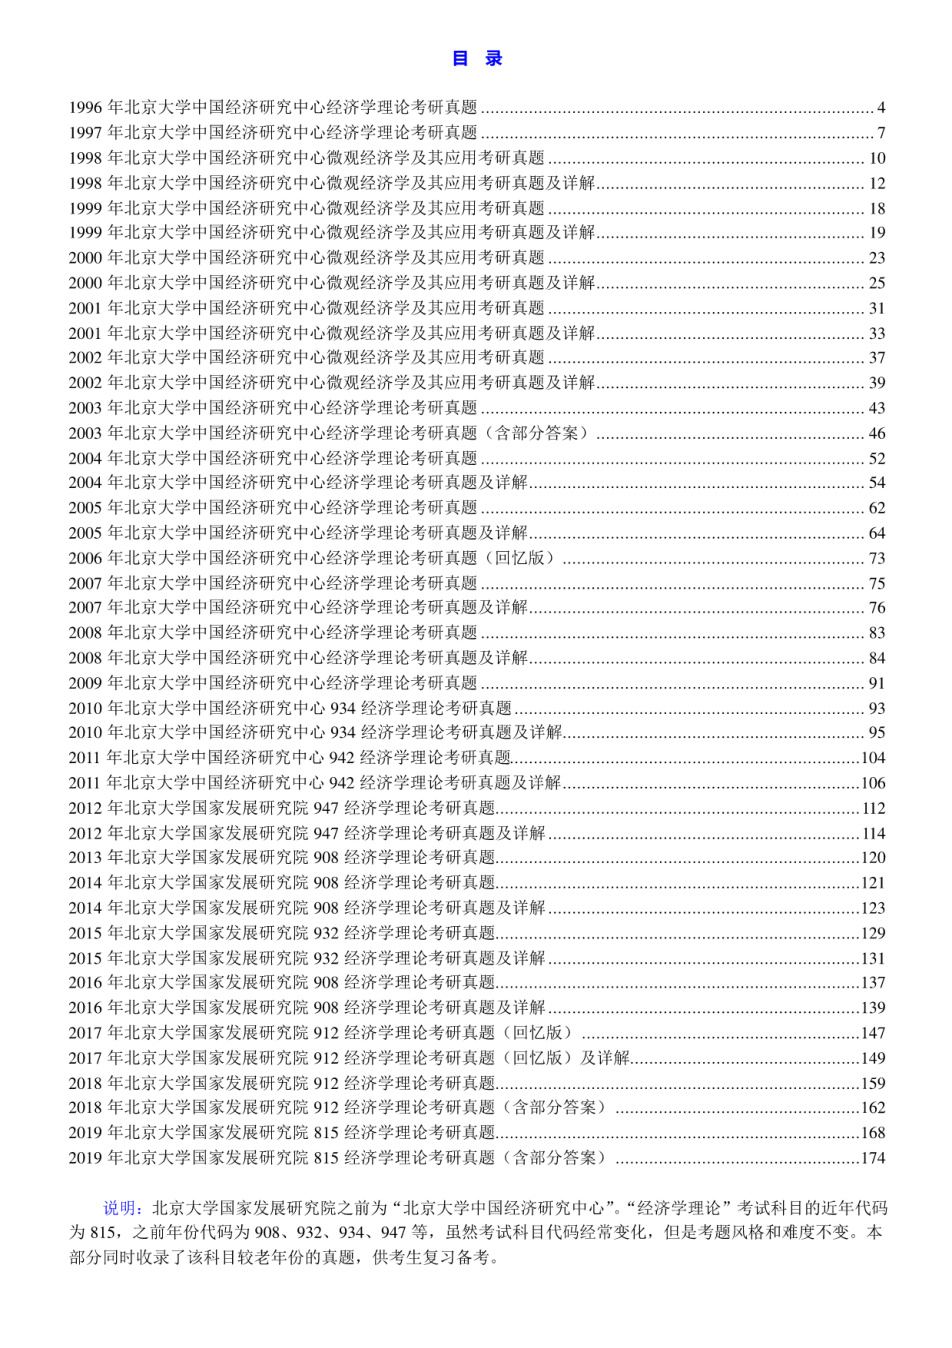 目 录
1996 年北京大学中国经济研究中心经济学理论考研真题 ........ 4
1997 年北京大学中国经济研究中心经济学理论考研真题 ........ 7
1998 年北京大学中国经济研究中心微观经济学及其应用考研真题 ........ 10
1998 年北京大学中国经济研究中心微观经济学及其应用考研真题及详解........ 12
1999 年北京大学中国经济研究中心微观经济学及其应用考研真题 ........ 18
1999 年北京大学中国经济研究中心微观经济学及其应用考研真题及详解........ 19
2000 年北京大学中国经济研究中心微观经济学及其应用考研真题 ........ 23
2000 年北京大学中国经济研究中心微观经济学及其应用考研真题及详解........ 25
2001 年北京大学中国经济研究中心微观经济学及其应用考研真题 ........ 31
2001 年北京大学中国经济研究中心微观经济学及其应用考研真题及详解........ 33
2002 年北京大学中国经济研究中心微观经济学及其应用考研真题 ........ 37
2002 年北京大学中国经济研究中心微观经济学及其应用考研真题及详解........ 39
2003 年北京大学中国经济研究中心经济学理论考研真题 ........ 43
2003 年北京大学中国经济研究中心经济学理论考研真题（含部分答案） ........ 46
2004 年北京大学中国经济研究中心经济学理论考研真题 ........ 52
2004 年北京大学中国经济研究中心经济学理论考研真题及详解........ 54
2005 年北京大学中国经济研究中心经济学理论考研真题 ........ 62
2005 年北京大学中国经济研究中心经济学理论考研真题及详解........ 64
2006 年北京大学中国经济研究中心经济学理论考研真题（回忆版） ........ 73
2007 年北京大学中国经济研究中心经济学理论考研真题 ........ 75
2007 年北京大学中国经济研究中心经济学理论考研真题及详解........ 76
2008 年北京大学中国经济研究中心经济学理论考研真题 ........ 83
2008 年北京大学中国经济研究中心经济学理论考研真题及详解........ 84
2009 年北京大学中国经济研究中心经济学理论考研真题 ........ 91
2010 年北京大学中国经济研究中心 934 经济学理论考研真题 ........ 93
2010 年北京大学中国经济研究中心 934 经济学理论考研真题及详解........ 95
2011 年北京大学中国经济研究中心 942 经济学理论考研真题........104
2011 年北京大学中国经济研究中心 942 经济学理论考研真题及详解........106
2012 年北京大学国家发展研究院 947 经济学理论考研真题........112
2012 年北京大学国家发展研究院 947 经济学理论考研真题及详解 ........114
2013 年北京大学国家发展研究院 908 经济学理论考研真题........120
2014 年北京大学国家发展研究院 908 经济学理论考研真题........121
2014 年北京大学国家发展研究院 908 经济学理论考研真题及详解 ........123
2015 年北京大学国家发展研究院 932 经济学理论考研真题........129
2015 年北京大学国家发展研究院 932 经济学理论考研真题及详解 ........131
2016 年北京大学国家发展研究院 908 经济学理论考研真题........137
2016 年北京大学国家发展研究院 908 经济学理论考研真题及详解 ........139
2017 年北京大学国家发展研究院 912 经济学理论考研真题（回忆版） ........147
2017 年北京大学国家发展研究院 912 经济学理论考研真题（回忆版）及详解........149
2018 年北京大学国家发展研究院 912 经济学理论考研真题........159
2018 年北京大学国家发展研究院 912 经济学理论考研真题（含部分答案） ........162
2019 年北京大学国家发展研究院 815 经济学理论考研真题........168
2019 年北京大学国家发展研究院 815 经济学理论考研真题（含部分答案） ........174
说明：北京大学国家发展研究院之前为“北京大学中国经济研究中心”。“经济学理论”考试科目的近年代码
为 815，之前年份代码为 908、932、934、947 等，虽然考试科目代码经常变化，但是考题风格和难度不变。本
部分同时收录了该科目较老年份的真题，供考生复习备考。